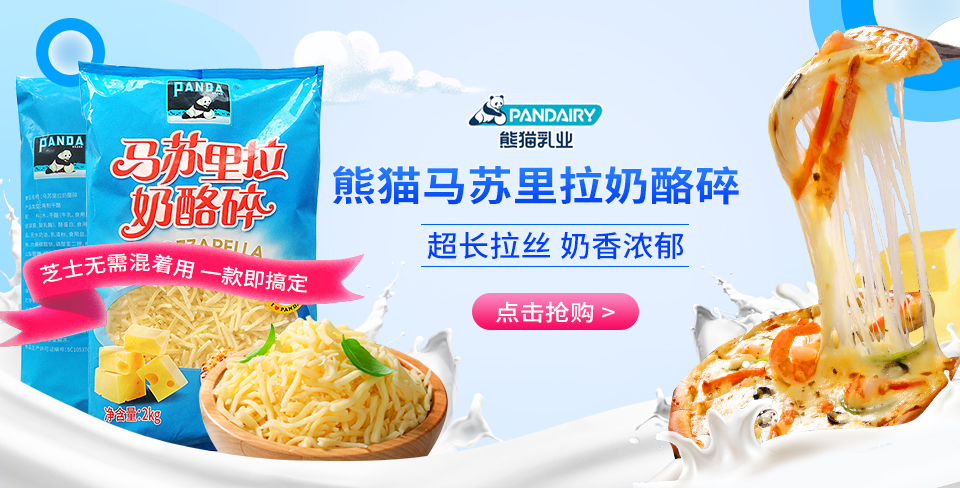 PANDAIRY
熊猫乳业
熊猫马苏里拉奶酪碎
超长拉丝 奶香浓郁
点击抢购 >
PANDA
PANDA
马苏里拉
奶酪碎
芝士无需混着用 一款即搞定
净含量:2kg